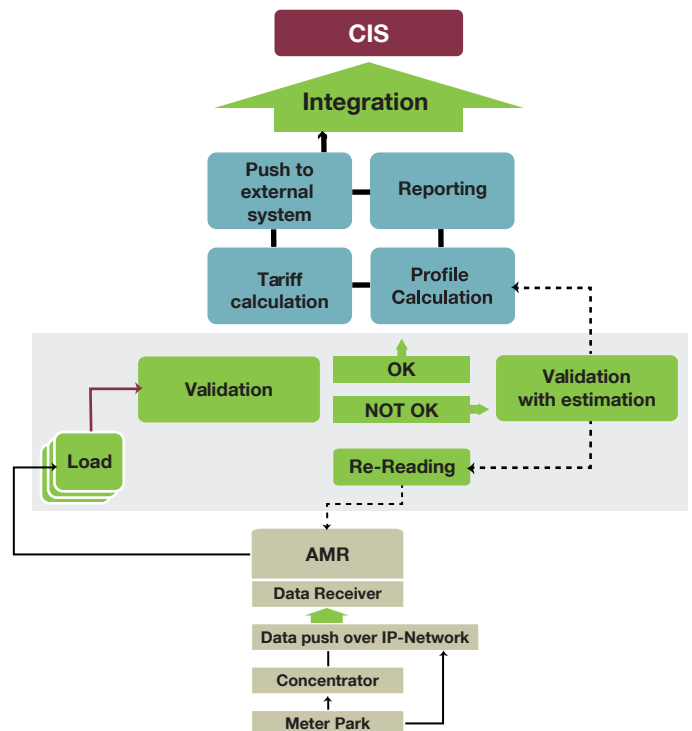 CIS
Integration
Push to
external
system
Reporting
Tariff
calculation
Profile
Calculation
Validation
OK
NOT OK
Validation
with estimation
Load
Re-Reading
AMR
Data Receiver
Data push over IP-Network
Concentrator
Meter Park